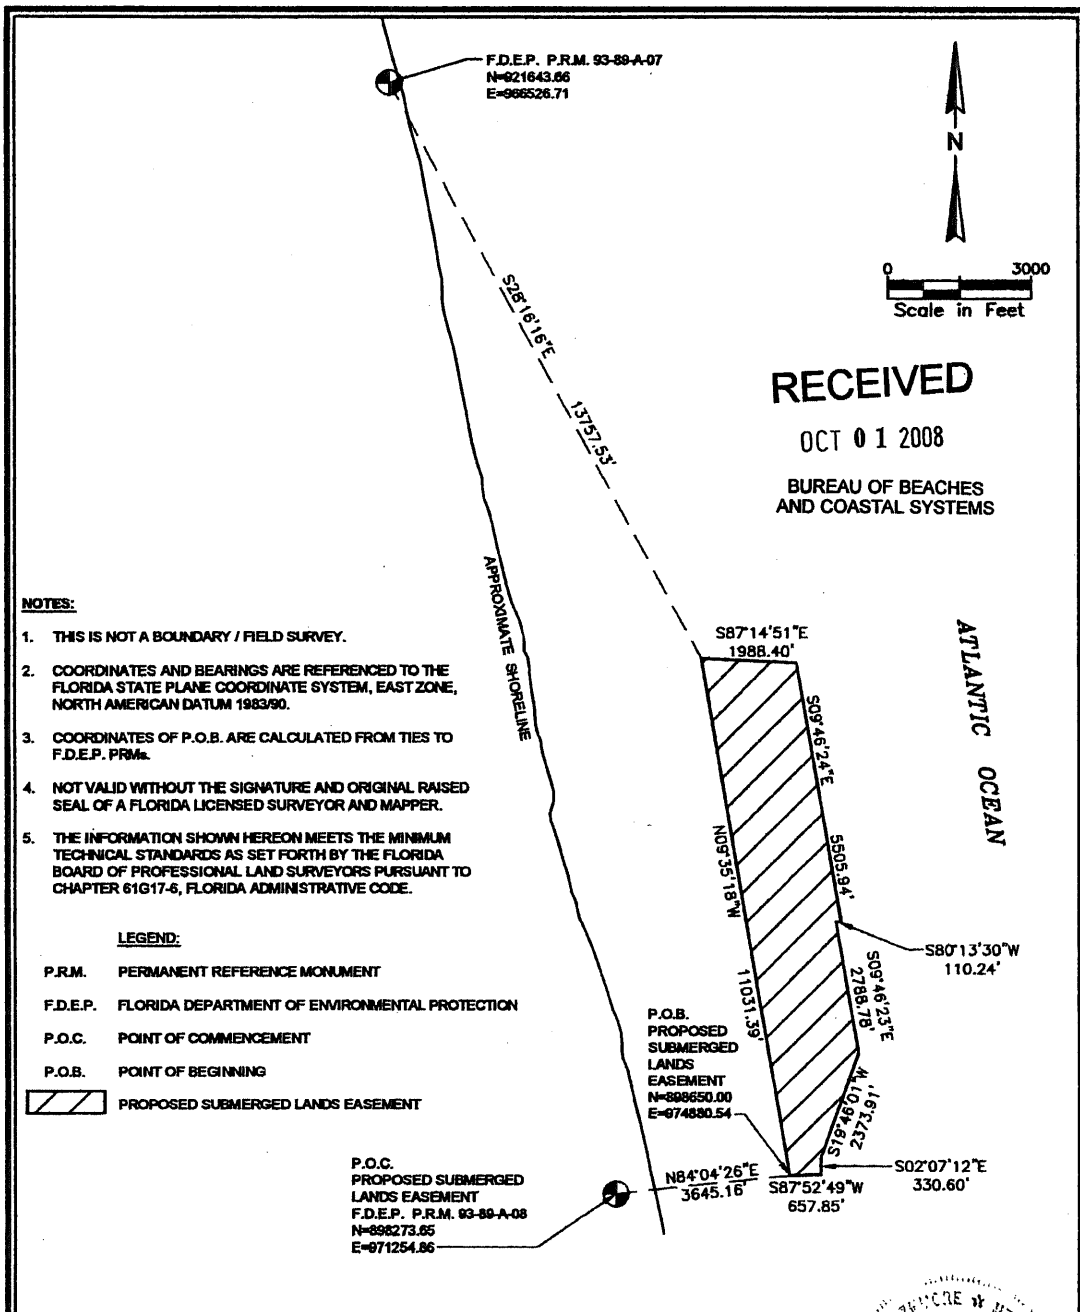 F.D.E.P. P.R.M. 93-89-A-07
N=921643.66
E=966526.71
N
0 3000
Scale in Feet
S28°16'16"E
13757.53'
RECEIVED
OCT 01 2008
BUREAU OF BEACHES
AND COASTAL SYSTEMS
APPROXIMATE SHORELINE
NOTES:
1. THIS IS NOT A BOUNDARY / FIELD SURVEY.
2. COORDINATES AND BEARINGS ARE REFERENCED TO THE
FLORIDA STATE PLANE COORDINATE SYSTEM, EAST ZONE,
NORTH AMERICAN DATUM 1983/90.
3. COORDINATES OF P.O.B. ARE CALCULATED FROM TIES TO
F.D.E.P. PRMs.
4. NOT VALID WITHOUT THE SIGNATURE AND ORIGINAL RAISED
SEAL OF A FLORIDA LICENSED SURVEYOR AND MAPPER.
5. THE INFORMATION SHOWN HEREON MEETS THE MINIMUM
TECHNICAL STANDARDS AS SET FORTH BY THE FLORIDA
BOARD OF PROFESSIONAL LAND SURVEYORS PURSUANT TO
CHAPTER 61G17-6, FLORIDA ADMINISTRATIVE CODE.
S87°14'51"E
1988.40'
ATLANTIC OCEAN
S09°46'24"E
5505.94'
N09°35'18"W
11031.39'
S80°13'30"W
110.24'
S09°46'23"E
2788.78'
S19°46'01"W
2373.91'
S02°07'12"E
330.60'
S87°52'49"W
657.85'
N84°04'26"E
3645.16'
P.O.B.
PROPOSED
SUBMERGED
LANDS
EASEMENT
N=898650.00
E=974880.54
LEGEND:
P.R.M. PERMANENT REFERENCE MONUMENT
F.D.E.P. FLORIDA DEPARTMENT OF ENVIRONMENTAL PROTECTION
P.O.C. POINT OF COMMENCEMENT
P.O.B. POINT OF BEGINNING
PROPOSED SUBMERGED LANDS EASEMENT
P.O.C.
PROPOSED SUBMERGED
LANDS EASEMENT
F.D.E.P. P.R.M. 93-89-A-08
N=898273.65
E=971254.86